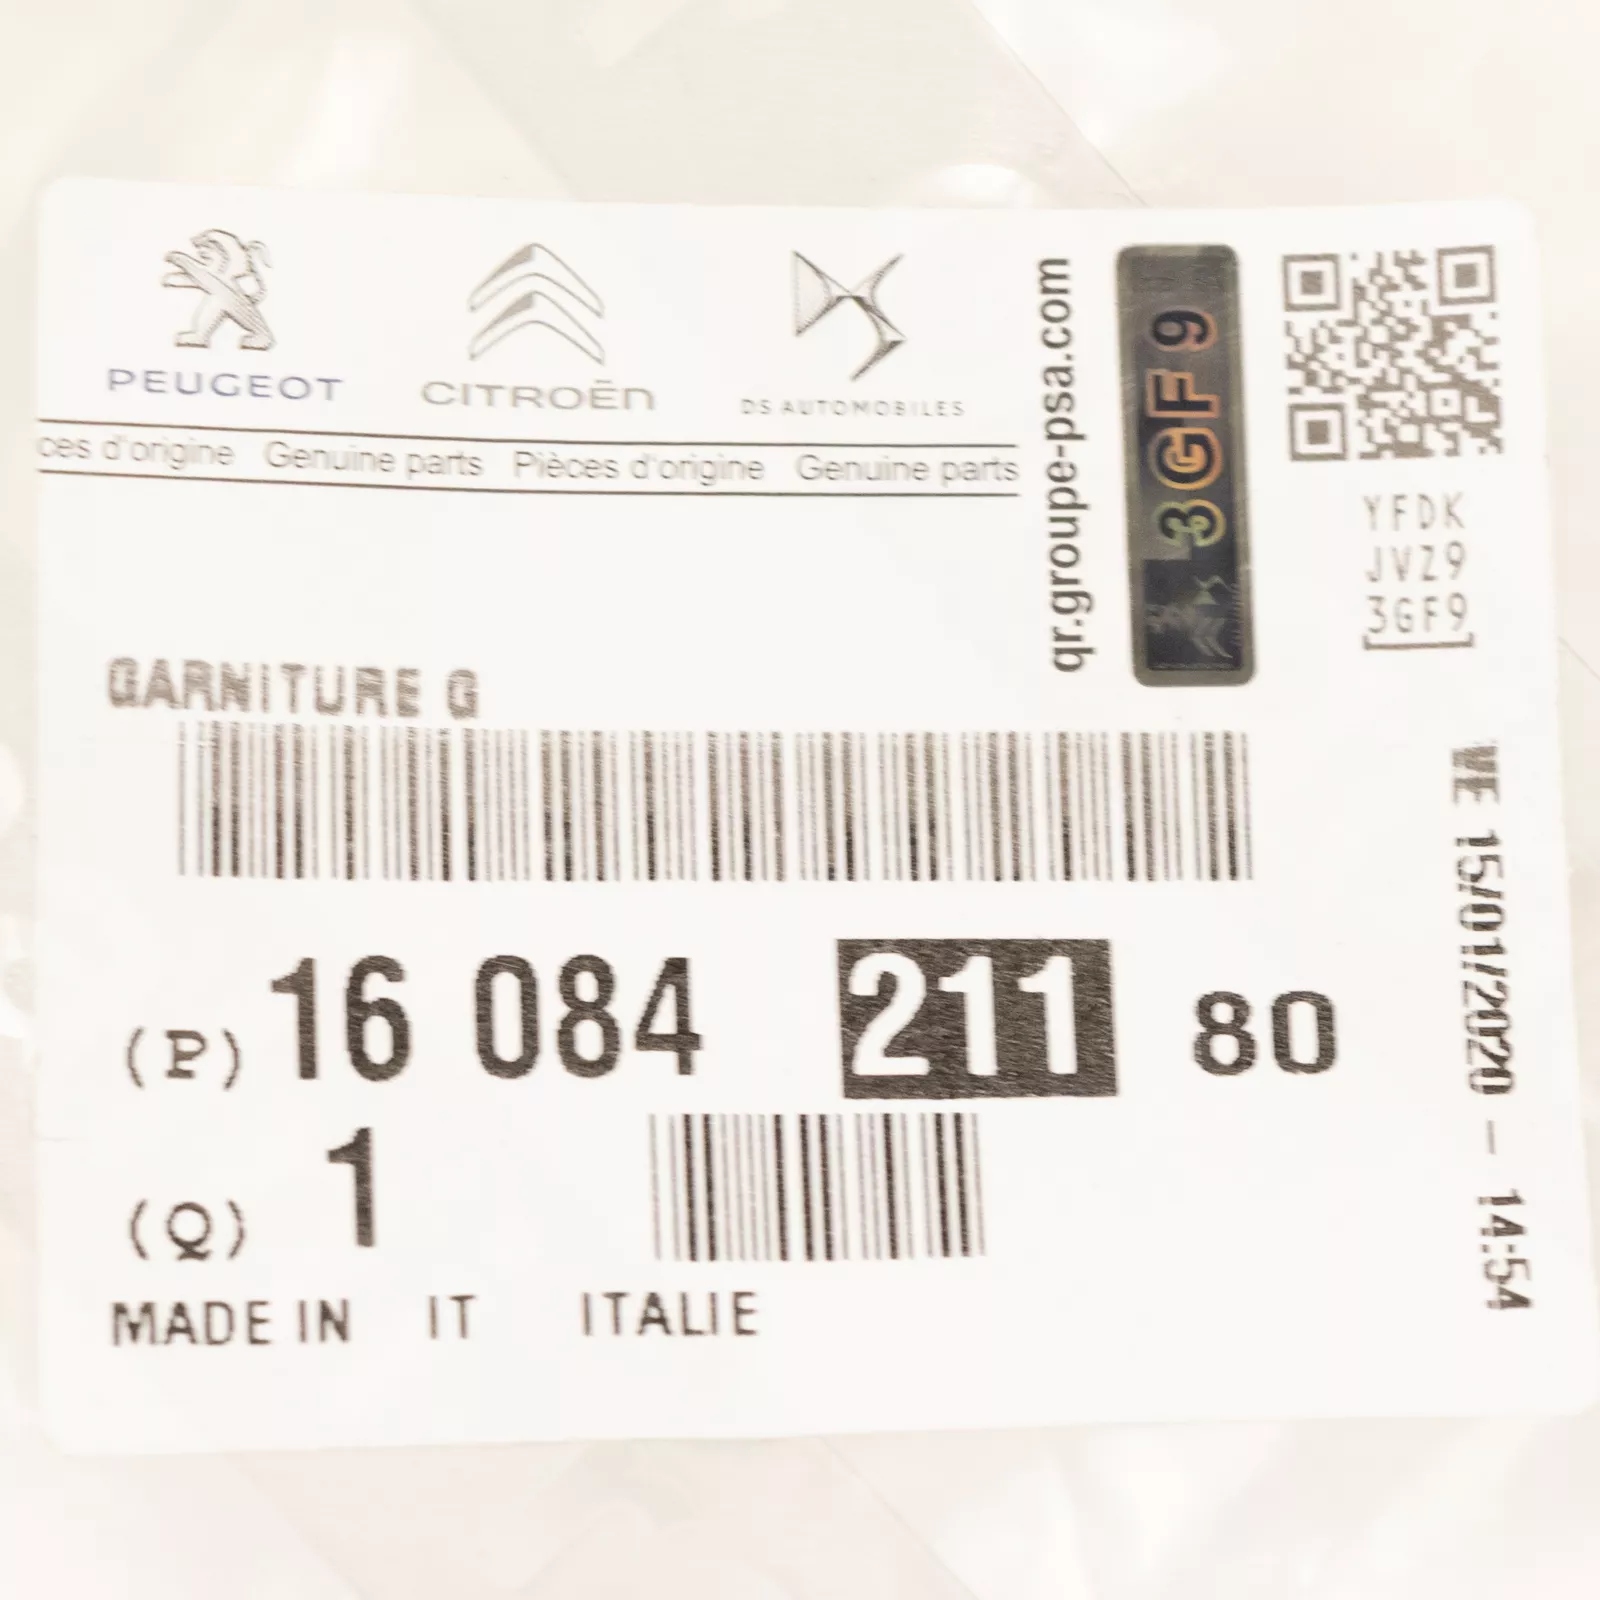 PEUGEOT
CITROËN
DS AUTOMOBILES
ces d'origine Genuine parts Pièces d'origine Genuine parts
qr.groupe-psa.com
3GF9
YFDK
JVZ9
3GF9
GARNITURE G
(P) 16 084 211 80
(Q) 1
MADE IN IT ITALIE
WE 15/01/2020 - 14:54